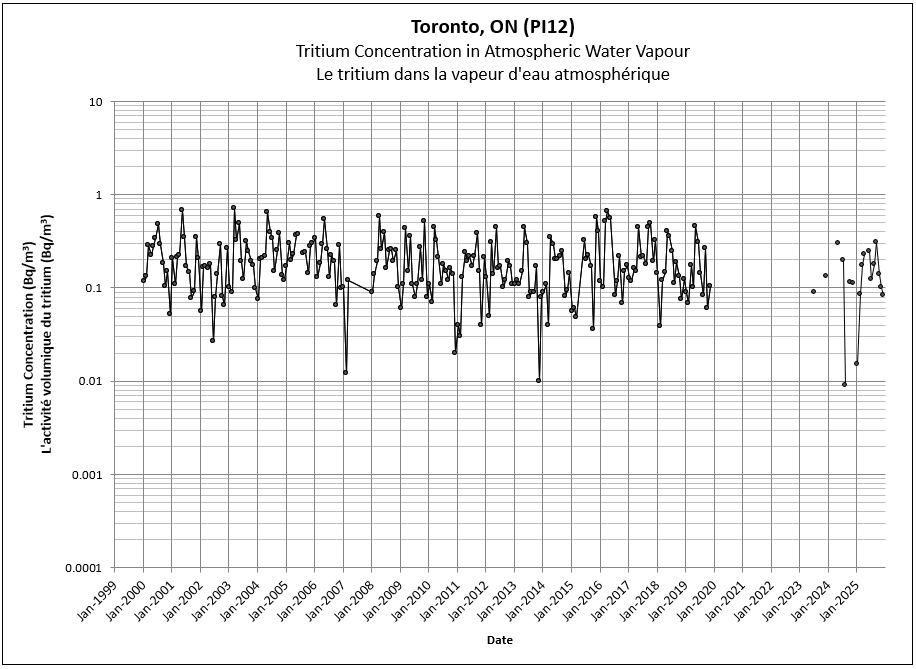 Toronto, ON (PI12)
Tritium Concentration in Atmospheric Water Vapour
Le tritium dans la vapeur d'eau atmosphérique
Tritium Concentration (Bq/m³)
L'activité volumique du tritium (Bq/m³)
10
1
0.1
0.01
0.001
0.0001
Jan-1999
Jan-2000
Jan-2001
Jan-2002
Jan-2003
Jan-2004
Jan-2005
Jan-2006
Jan-2007
Jan-2008
Jan-2009
Jan-2010
Jan-2011
Jan-2012
Jan-2013
Jan-2014
Jan-2015
Jan-2016
Jan-2017
Jan-2018
Jan-2019
Jan-2020
Jan-2021
Jan-2022
Jan-2023
Jan-2024
Jan-2025
Date